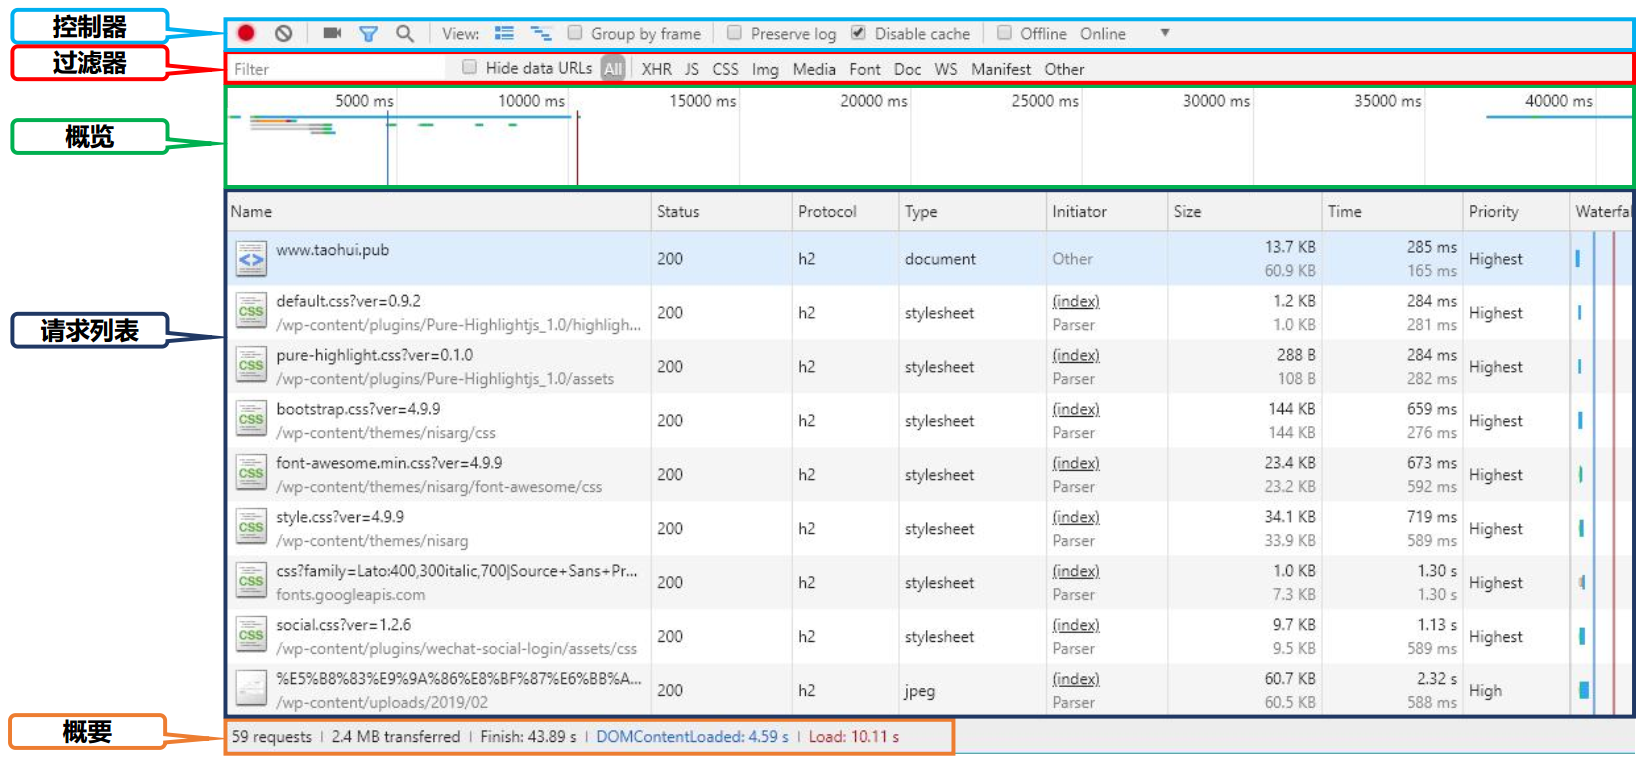 控制器
View: Group by frame Preserve log Disable cache Offline Online
过滤器
Filter Hide data URLs All XHR JS CSS Img Media Font Doc WS Manifest Other
概览
5000 ms 10000 ms 15000 ms 20000 ms 25000 ms 30000 ms 35000 ms 40000 ms
请求列表
Name Status Protocol Type Initiator Size Time Priority Waterfal
www.taohui.pub 200 h2 document Other 13.7 KB 285 ms Highest
60.9 KB 165 ms
CSS default.css?ver=0.9.2 200 h2 stylesheet (index) 1.2 KB 284 ms Highest
/wp-content/plugins/Pure-Highlightjs_1.0/highligh... Parser 1.0 KB 281 ms
CSS pure-highlight.css?ver=0.1.0 200 h2 stylesheet (index) 288 B 284 ms Highest
/wp-content/plugins/Pure-Highlightjs_1.0/assets Parser 108 B 282 ms
CSS bootstrap.css?ver=4.9.9 200 h2 stylesheet (index) 144 KB 659 ms Highest
/wp-content/themes/nisarg/css Parser 144 KB 276 ms
CSS font-awesome.min.css?ver=4.9.9 200 h2 stylesheet (index) 23.4 KB 673 ms Highest
/wp-content/themes/nisarg/font-awesome/css Parser 23.2 KB 592 ms
CSS style.css?ver=4.9.9 200 h2 stylesheet (index) 34.1 KB 719 ms Highest
/wp-content/themes/nisarg Parser 33.9 KB 589 ms
CSS css?family=Lato:400,300italic,700|Source+Sans+Pr... 200 h2 stylesheet (index) 1.0 KB 1.30 s Highest
fonts.googleapis.com Parser 7.3 KB 1.30 s
CSS social.css?ver=1.2.6 200 h2 stylesheet (index) 9.7 KB 1.13 s Highest
/wp-content/plugins/wechat-social-login/assets/css Parser 9.5 KB 589 ms
%E5%B8%83%E9%9A%86%E8%BF%87%E6%BB%A... 200 h2 jpeg (index) 60.7 KB 2.32 s High
/wp-content/uploads/2019/02 Parser 60.5 KB 588 ms
概要
59 requests | 2.4 MB transferred | Finish: 43.89 s | DOMContentLoaded: 4.59 s | Load: 10.11 s